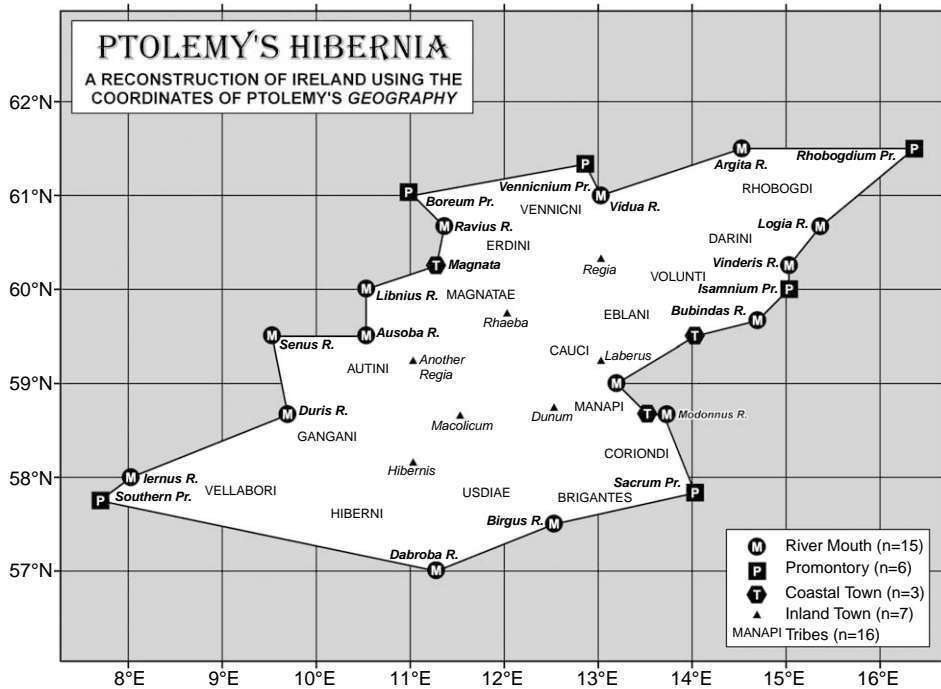 PTOLEMY'S HIBERNIA
A RECONSTRUCTION OF IRELAND USING THE
COORDINATES OF PTOLEMY'S GEOGRAPHY
62°N
61°N
60°N
59°N
58°N
57°N
Argita R.
Rhobogdium Pr.
Vennicnium Pr.
RHOBOGDI
Boreum Pr.
VENNICNI
Vidua R.
Ravius R.
Logia R.
ERDINI
DARINI
Magnata
Regia
Vinderis R.
VOLUNTI
Isamnium Pr.
Libnius R.
MAGNATAE
Rhaeba
EBLANI
Bubindas R.
Senus R.
Ausoba R.
AUTINI
Another
Regia
CAUCI
Laberus
Duris R.
Macolicum
Dunum
MANAPI
Modonnus R.
GANGANI
CORIONDI
Hibernis
Iernus R.
Southern Pr.
VELLABORI
USDIAE
BRIGANTES
Sacrum Pr.
HIBERNI
Birgus R.
Dabroba R.
M River Mouth (n=15)
P Promontory (n=6)
T Coastal Town (n=3)
Inland Town (n=7)
MANAPI Tribes (n=16)
8°E 9°E 10°E 11°E 12°E 13°E 14°E 15°E 16°E